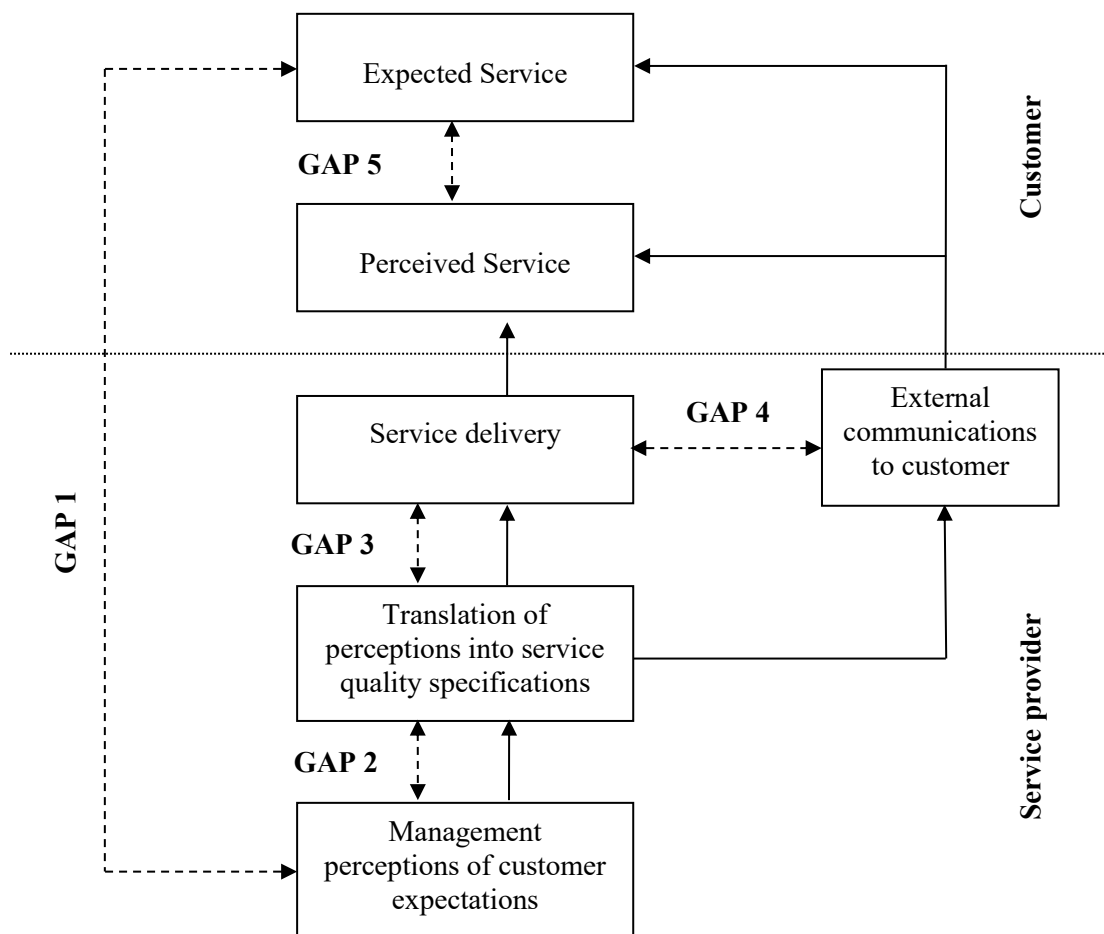 Expected Service
GAP 5
Customer
Perceived Service
External
communications
to customer
GAP 4
Service delivery
GAP 1
GAP 3
Translation of
perceptions into service
quality specifications
Service provider
GAP 2
Management
perceptions of customer
expectations